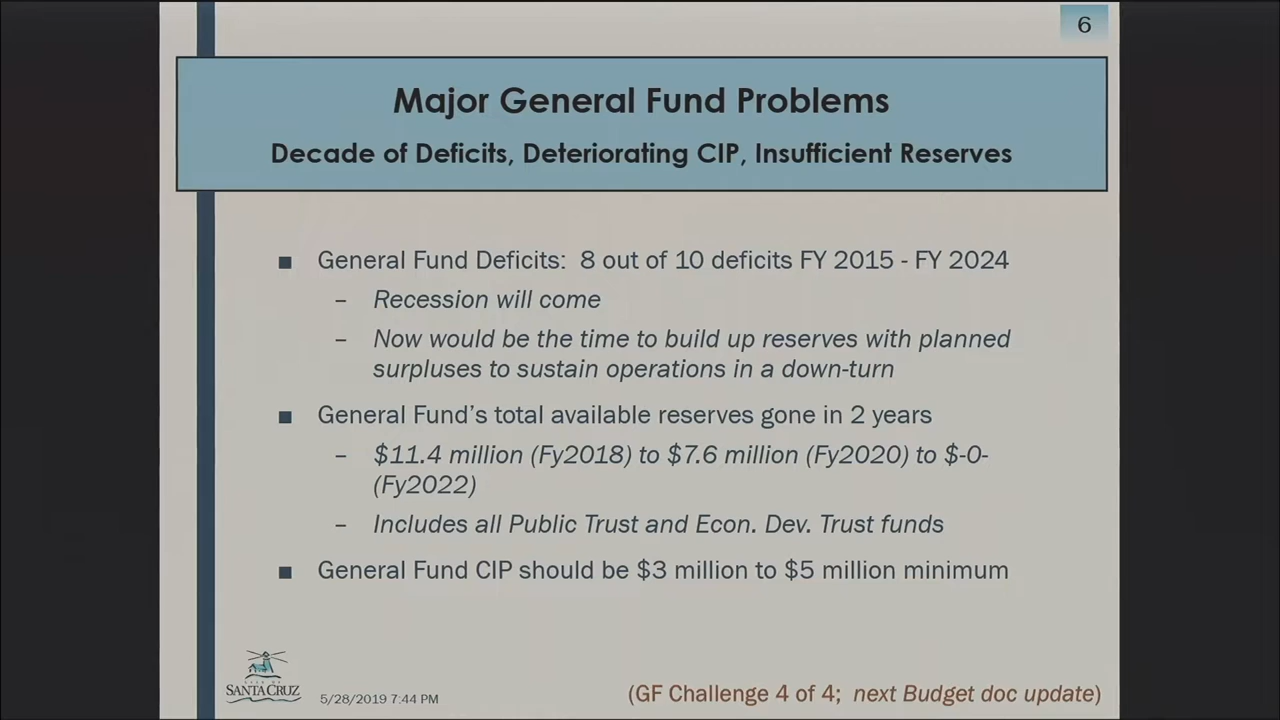 6
Major General Fund Problems
Decade of Deficits, Deteriorating CIP, Insufficient Reserves
■ General Fund Deficits: 8 out of 10 deficits FY 2015 - FY 2024
– Recession will come
– Now would be the time to build up reserves with planned
surpluses to sustain operations in a down-turn
■ General Fund's total available reserves gone in 2 years
– $11.4 million (Fy2018) to $7.6 million (Fy2020) to $-0-
(Fy2022)
– Includes all Public Trust and Econ. Dev. Trust funds
■ General Fund CIP should be $3 million to $5 million minimum
SANTA CRUZ
5/28/2019 7:44 PM
(GF Challenge 4 of 4; next Budget doc update)